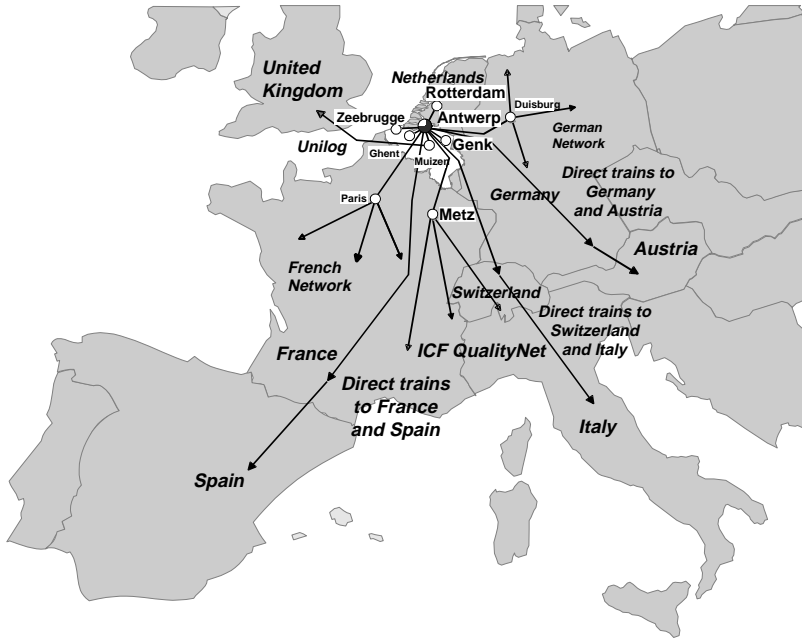 United
Kingdom
Netherlands
Rotterdam
Zeebrugge
Antwerp
Duisburg
German
Network
Unilog
Ghent
Muizen
Genk
Direct trains to
Germany
and Austria
Germany
Paris
Metz
Austria
French
Network
Switzerland
Direct trains to
Switzerland
and Italy
France
ICF QualityNet
Direct trains
to France
and Spain
Italy
Spain